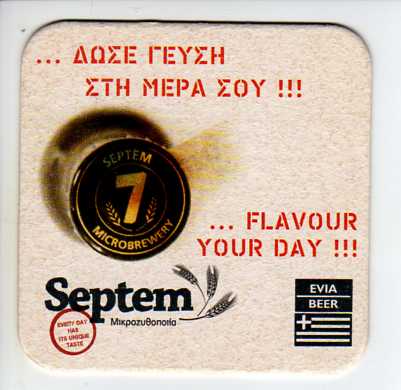 ... ΔΩΣΕ ΓΕΥΣΗ
ΣΤΗ ΜΕΡΑ ΣΟΥ !!!
SEPTEM
7
MICROBREWERY
... FLAVOUR
YOUR DAY !!!
Septem
Μικροζυθοποιία
EVERY DAY
HAS
ITS UNIQUE
TASTE
EVIA
BEER